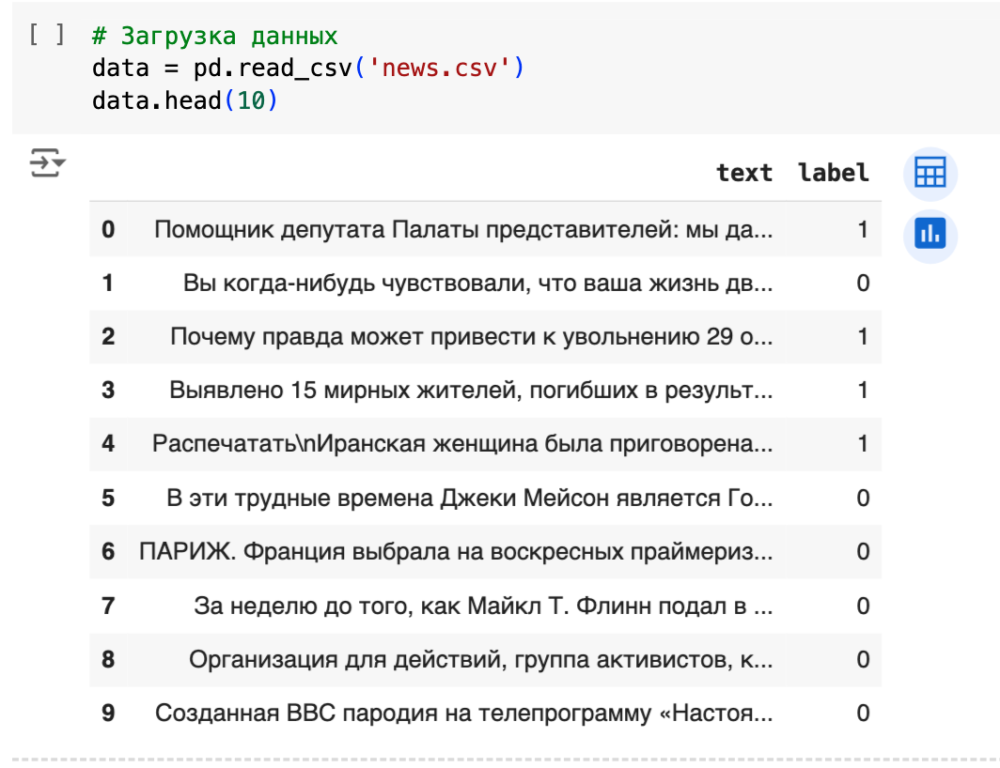 [ ] # Загрузка данных
data = pd.read_csv('news.csv')
data.head(10)
text label
0 Помощник депутата Палаты представителей: мы да... 1
1 Вы когда-нибудь чувствовали, что ваша жизнь дв... 0
2 Почему правда может привести к увольнению 29 о... 1
3 Выявлено 15 мирных жителей, погибших в результ... 1
4 Распечатать\nИранская женщина была приговорена... 1
5 В эти трудные времена Джеки Мейсон является Го... 0
6 ПАРИЖ. Франция выбрала на воскресных праймериз... 0
7 За неделю до того, как Майкл Т. Флинн подал в ... 0
8 Организация для действий, группа активистов, к... 0
9 Созданная BBC пародия на телепрограмму «Настоя... 0